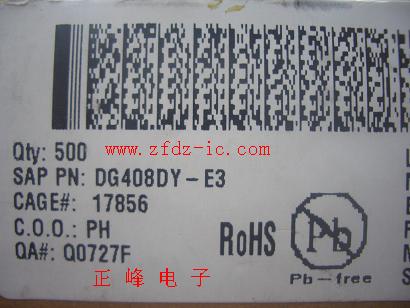 Qty: 500
www.zfdz-ic.com
SAP PN: DG408DY-E3
CAGE#: 17856
C.O.O.: PH
QA#: Q0727F
RoHS
Pb
Pb-free
正峰电子